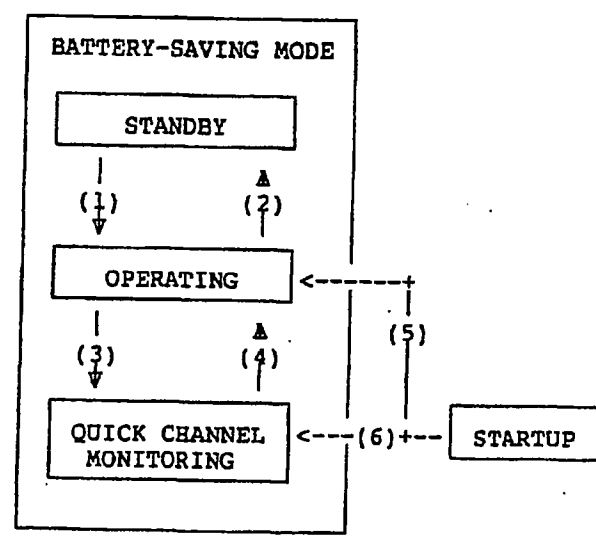 BATTERY-SAVING MODE
STANDBY
(1) (2)
OPERATING
(5)
(3) (4)
QUICK CHANNEL
MONITORING
(6)
STARTUP